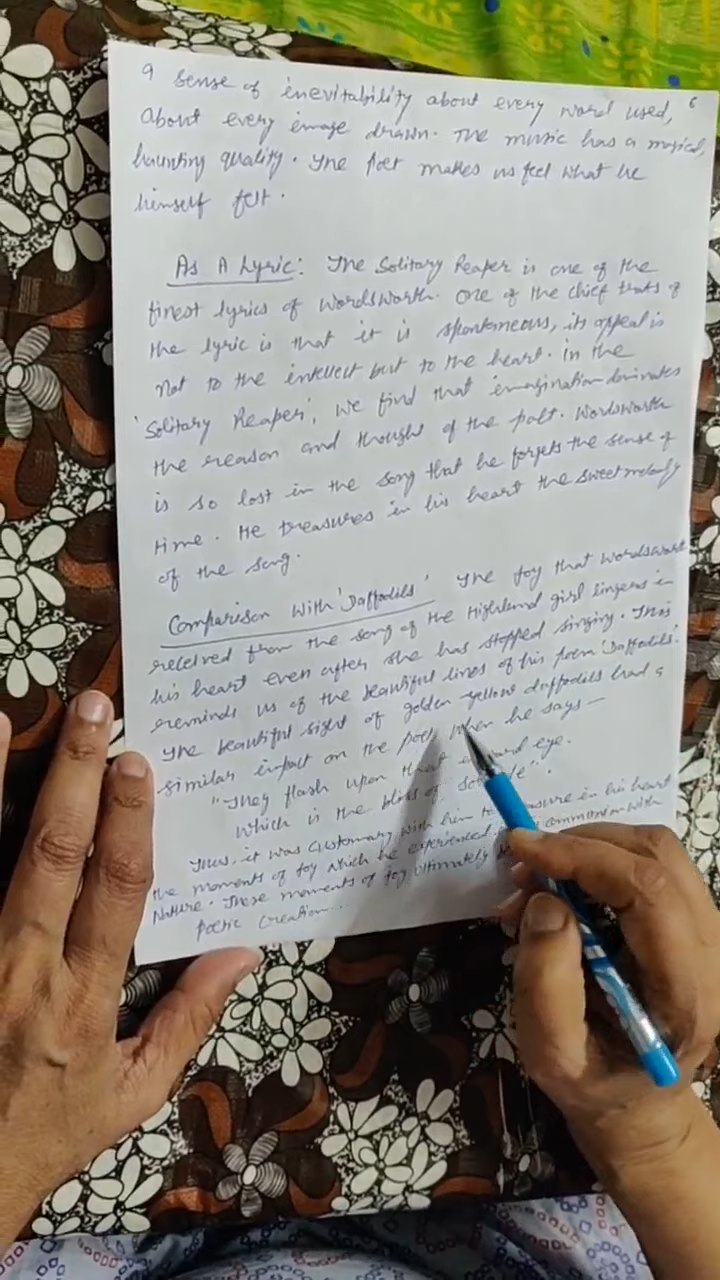 6
a sense of inevitability about every word used,
about every image drawn. The music has a magical,
haunting quality. The Poet makes us feel what he
himself felt.
As A Lyric: The Solitary Reaper is one of the
finest lyrics of Wordsworth. One of the chief traits of
the lyric is that it is spontaneous, its appeal is
not to the intellect but to the heart. In the
'Solitary Reaper', we find that imagination dominates
the reason and thought of the poet. Wordsworth
is so lost in the song that he forgets the sense of
time. He treasures in his heart the sweet melody
of the song.
Comparison With 'Daffodils' The Joy that Wordsworth
received from the song of the Highland girl lingers in
his heart even after she has stopped singing. This
reminds us of the beautiful lines of his poem 'Daffodils'.
The beautiful sight of golden yellow daffodils had a
similar impact on the poet when he says—
"They flash upon that inward eye.
Which is the bliss of
Thus, it was customary with him to treasure in his heart
the moments of joy which he experienced communion with
Nature. These moments of joy ultimately
Poetic Creation..